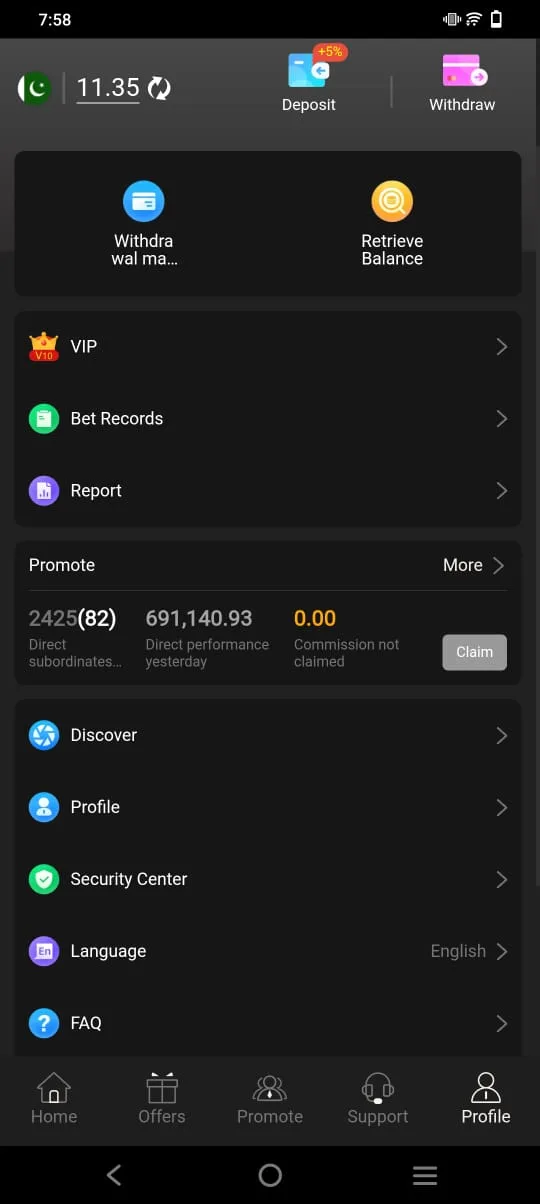 7:58
+5%
11.35
Deposit
Withdraw
Withdra
wal ma...
Retrieve
Balance
V10
VIP
Bet Records
Report
Promote
More
2425(82)
691,140.93
0.00
Direct
subordinates...
Direct performance
yesterday
Commission not
claimed
Claim
Discover
Profile
Security Center
En
Language
English
?
FAQ
Home
Offers
Promote
Support
Profile